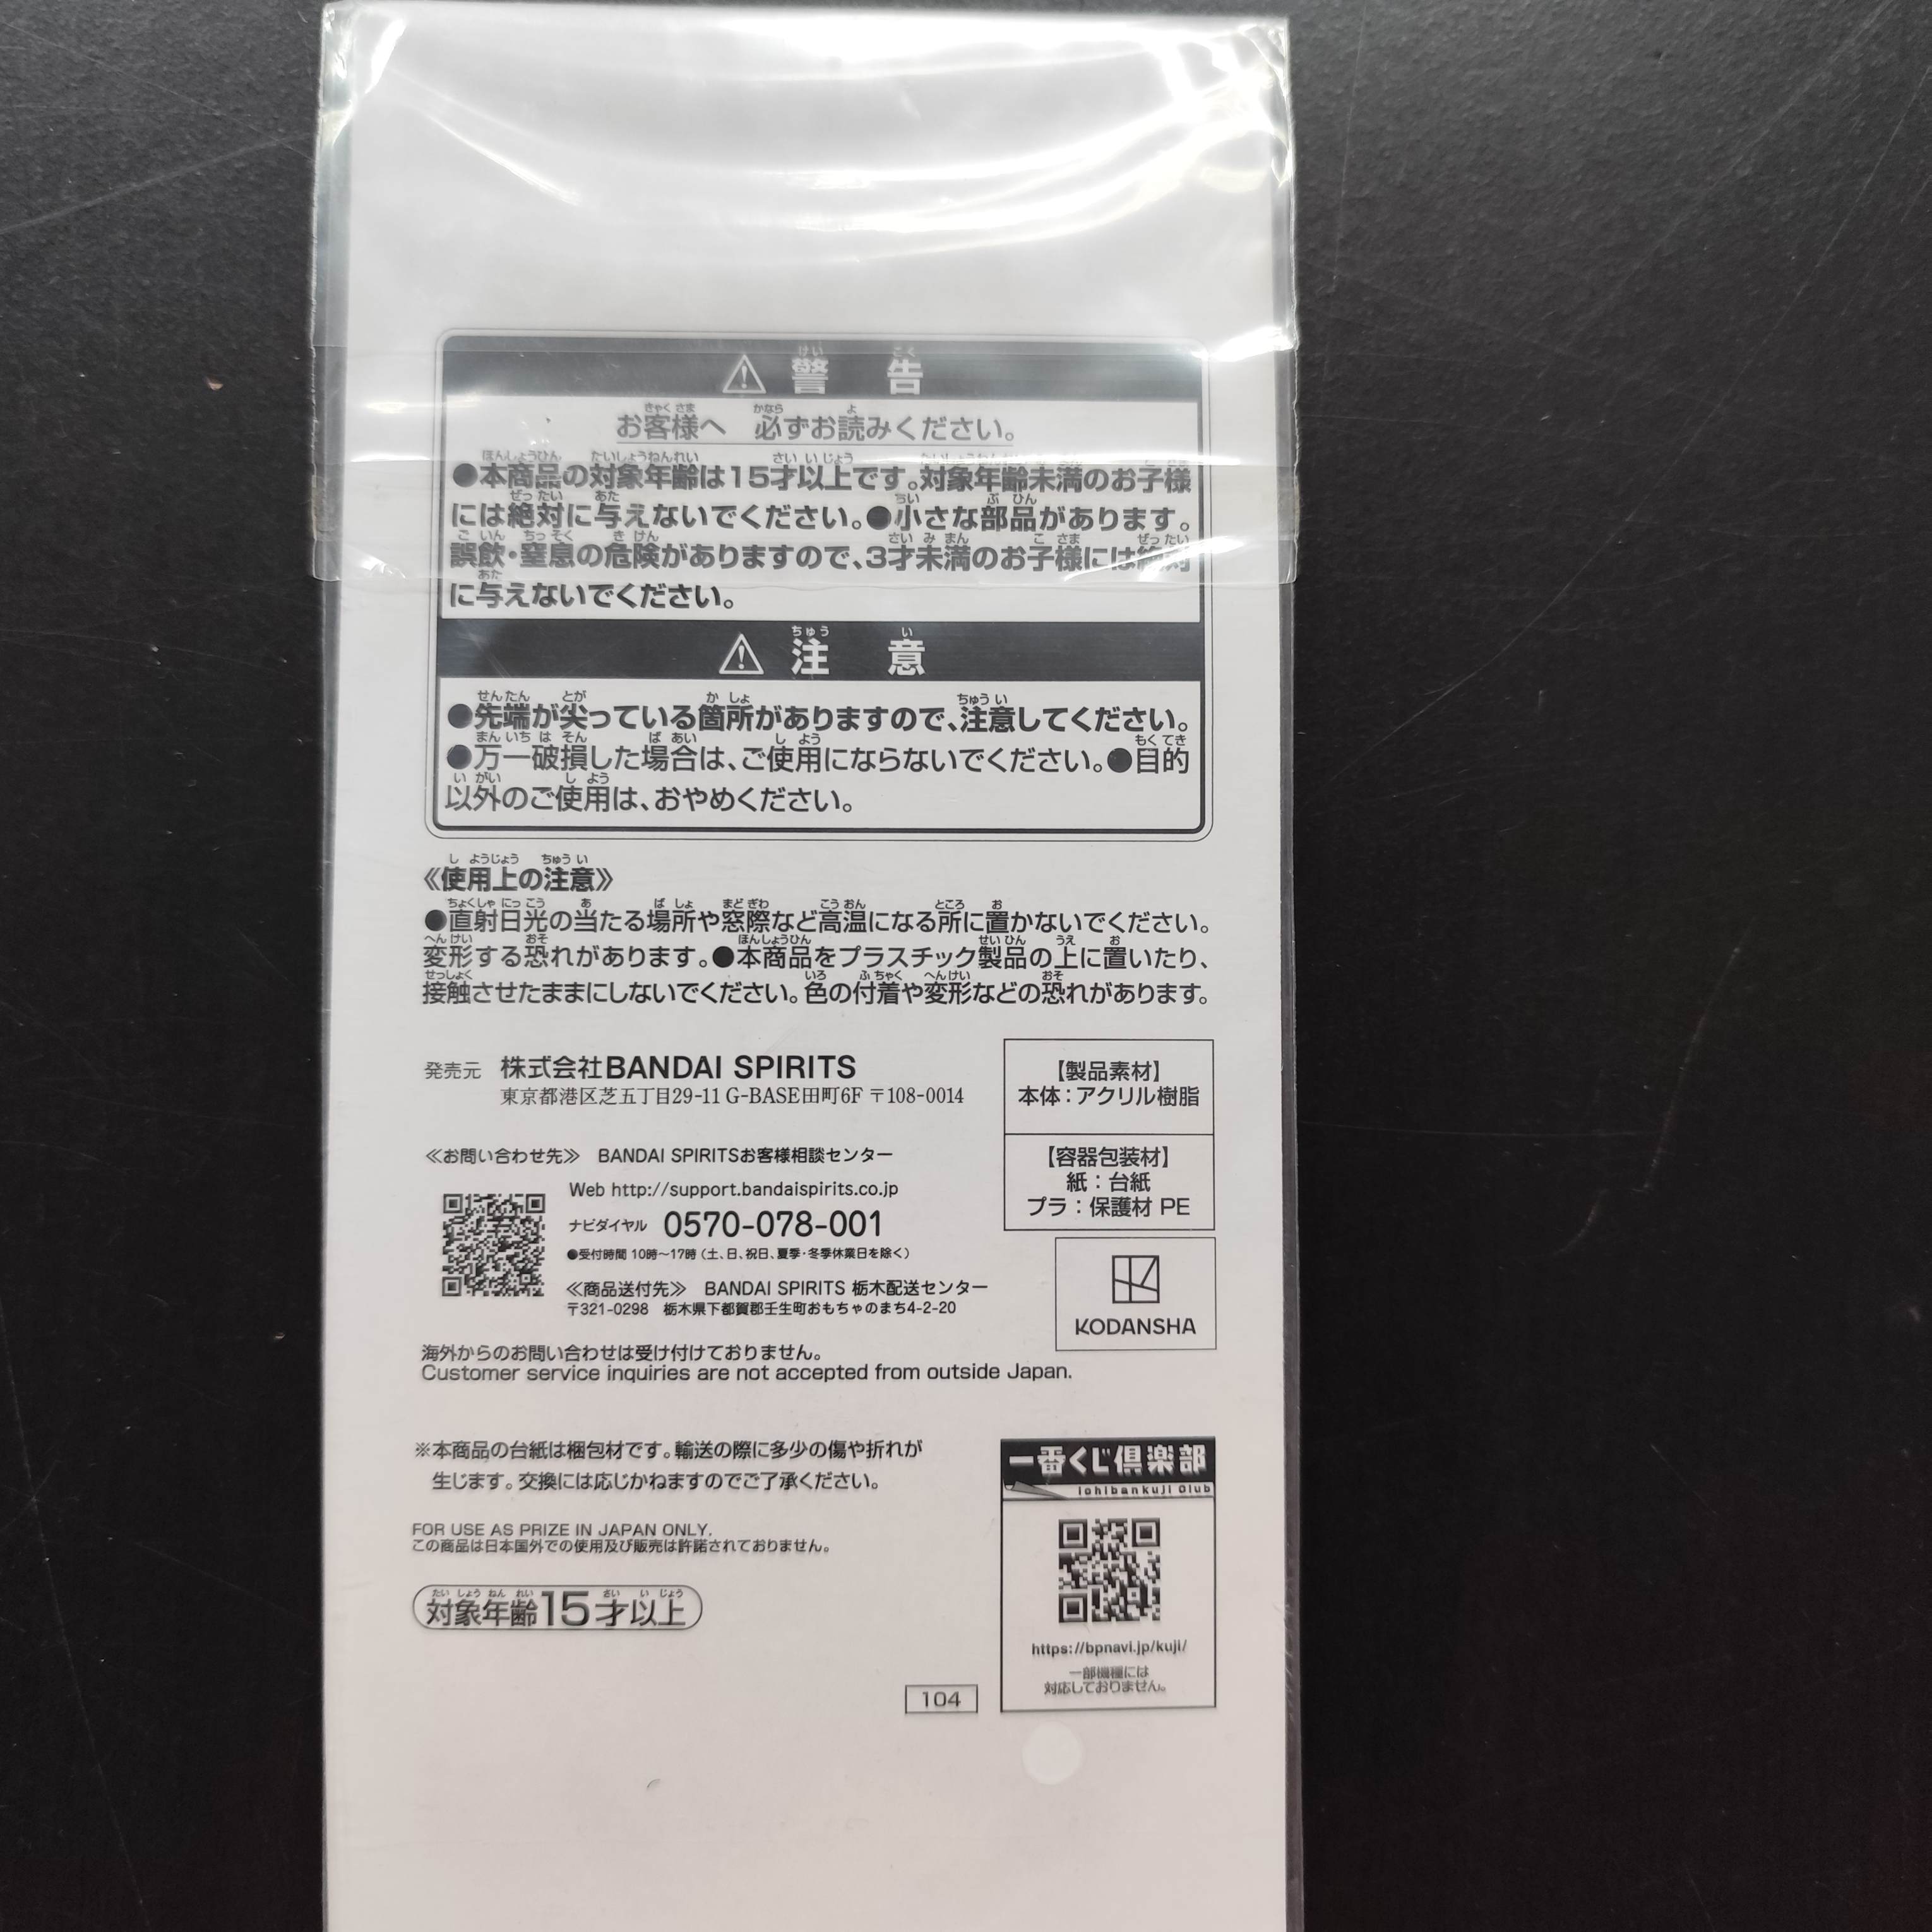 ⚠ 警 告
お客様へ 必ずお読みください。
●本商品の対象年齢は15才以上です。対象年齢未満のお子様
には絶対に与えないでください。●小さな部品があります。
誤飲・窒息の危険がありますので、3才未満のお子様には絶対
に与えないでください。
⚠ 注 意
●先端が尖っている箇所がありますので、注意してください。
●万一破損した場合は、ご使用にならないでください。●目的
以外のご使用は、おやめください。
《使用上の注意》
●直射日光の当たる場所や窓際など高温になる所に置かないでください。
変形する恐れがあります。●本商品をプラスチック製品の上に置いたり、
接触させたままにしないでください。色の付着や変形などの恐れがあります。
発売元 株式会社BANDAI SPIRITS
東京都港区芝五丁目29-11 G-BASE田町6F 〒108-0014
【製品素材】
本体：アクリル樹脂
【容器包装材】
紙：台紙
プラ：保護材 PE
≪お問い合わせ先≫ BANDAI SPIRITSお客様相談センター
Web http://support.bandaispirits.co.jp
ナビダイヤル 0570-078-001
●受付時間 10時～17時（土、日、祝日、夏季・冬季休業日を除く）
≪商品送付先≫ BANDAI SPIRITS 栃木配送センター
〒321-0298 栃木県下都賀郡壬生町おもちゃのまち4-2-20
KODANSHA
海外からのお問い合わせは受け付けておりません。
Customer service inquiries are not accepted from outside Japan.
※本商品の台紙は梱包材です。輸送の際に多少の傷や折れが
生じます。交換には応じかねますのでご了承ください。
FOR USE AS PRIZE IN JAPAN ONLY.
この商品は日本国外での使用及び販売は許諾されておりません。
対象年齢15才以上
一番くじ倶楽部
Ichibankuji Club
https://bpnavi.jp/kuji/
一部機種には
対応しておりません。
104